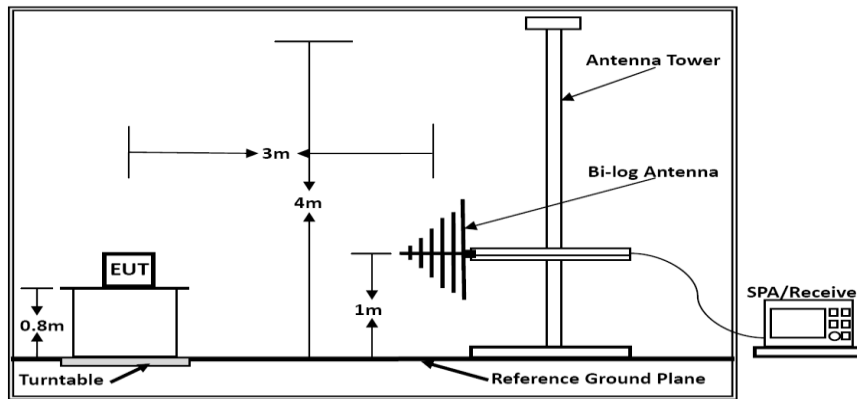 Antenna Tower
3m
Bi-log Antenna
4m
EUT
SPA/Receive
1m
0.8m
Turntable
Reference Ground Plane